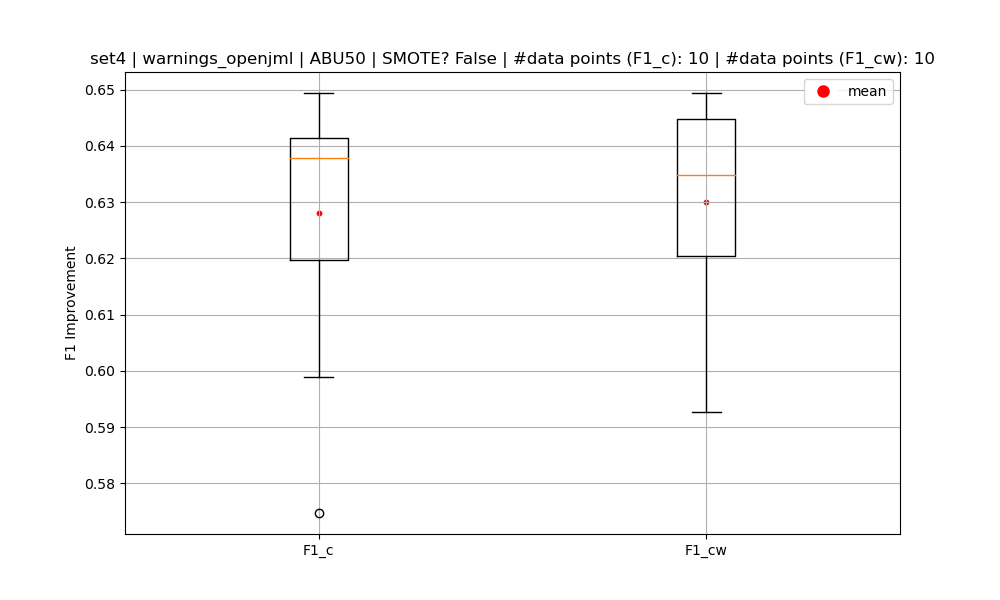 set4 | warnings_openjml | ABU50 | SMOTE? False | #data points (F1_c): 10 | #data points (F1_cw): 10
mean
0.65
0.64
0.63
0.62
0.61
0.60
0.59
0.58
F1 Improvement
F1_c
F1_cw